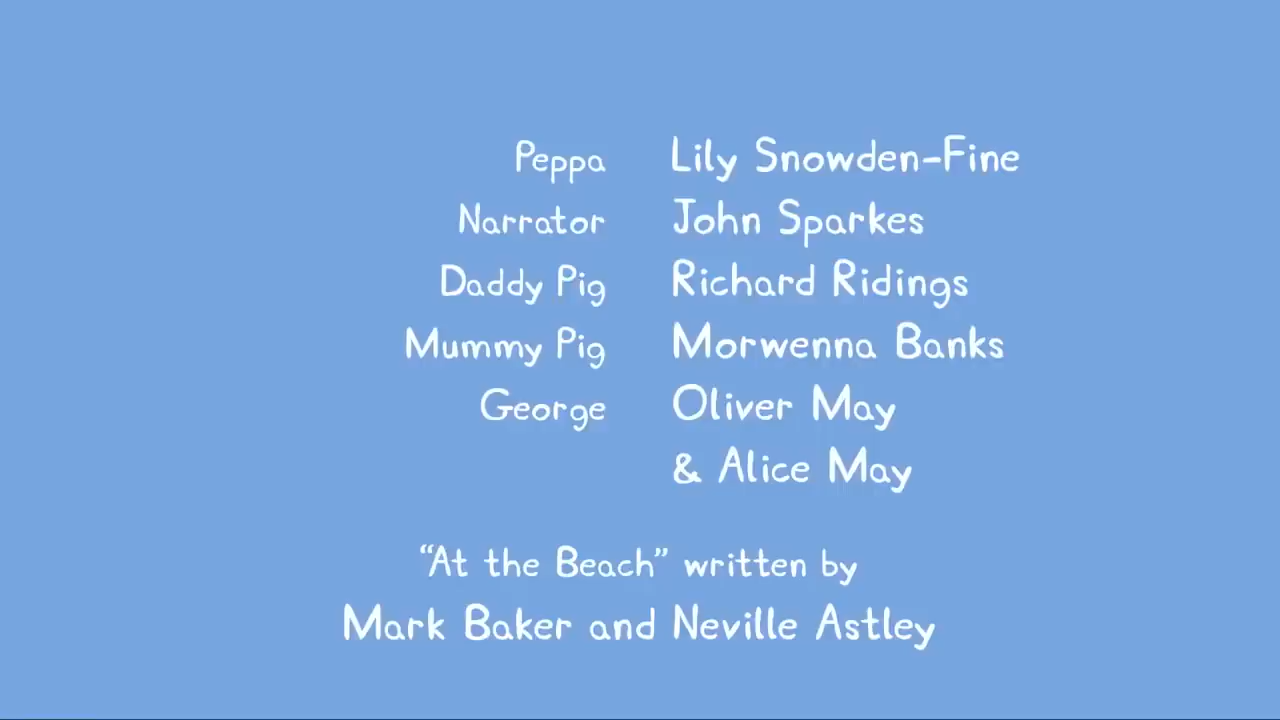 Peppa Lily Snowden-Fine
Narrator John Sparkes
Daddy Pig Richard Ridings
Mummy Pig Morwenna Banks
George Oliver May
& Alice May
“At the Beach” written by
Mark Baker and Neville Astley